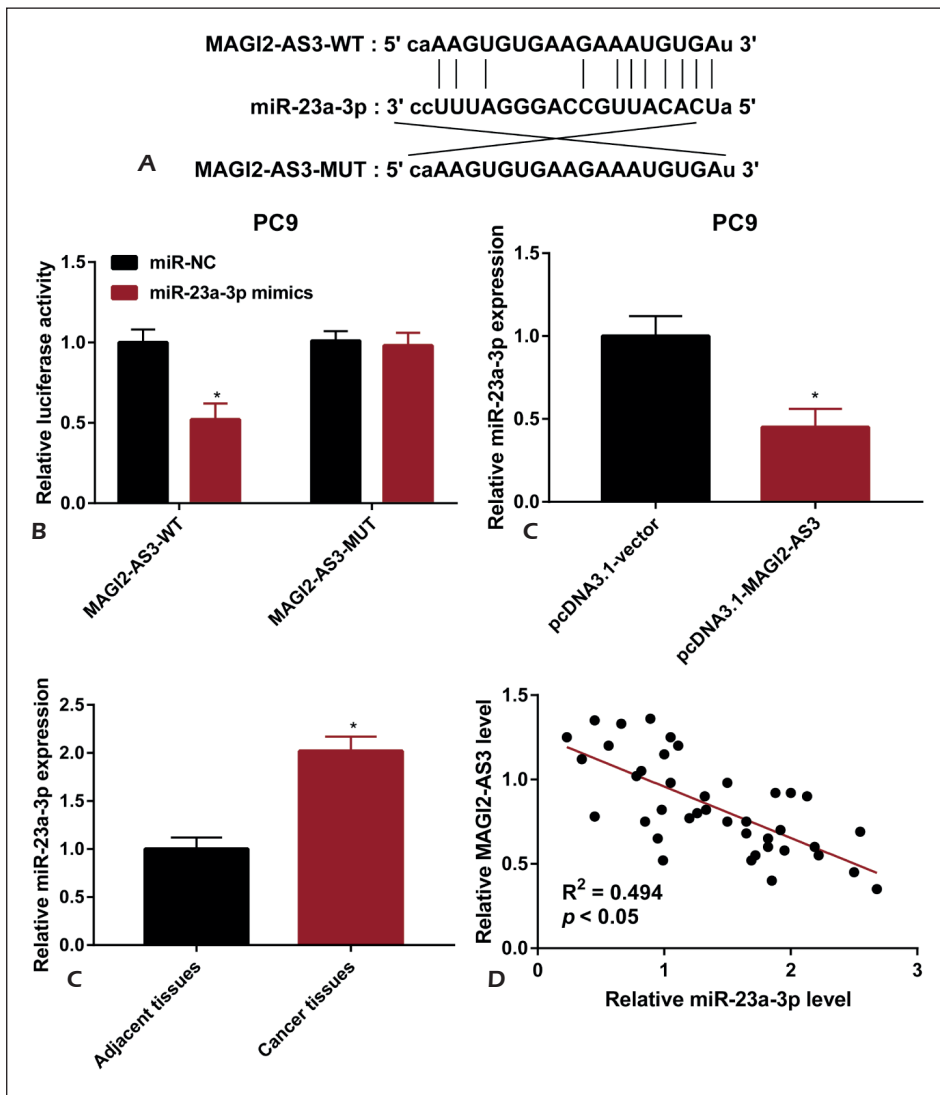 MAGI2-AS3-WT : 5' caAAGUGUGAAGAAAUGUGAu 3'
miR-23a-3p : 3' ccUUUAGGGACCGUUACACUa 5'
A
MAGI2-AS3-MUT : 5' caAAGUGUGAAGAAAUGUGAu 3'
PC9
miR-NC
miR-23a-3p mimics
Relative luciferase activity
1.5
1.0
0.5
0.0
*
MAGI2-AS3-WT
MAGI2-AS3-MUT
B
PC9
Relative miR-23a-3p expression
1.5
1.0
0.5
0.0
*
pcDNA3.1-vector
pcDNA3.1-MAGI2-AS3
C
Relative miR-23a-3p expression
2.5
2.0
1.5
1.0
0.5
0.0
*
Adjacent tissues
Cancer tissues
C
Relative MAGI2-AS3 level
1.5
1.0
0.5
0.0
R² = 0.494
p < 0.05
0 1 2 3
Relative miR-23a-3p level
D